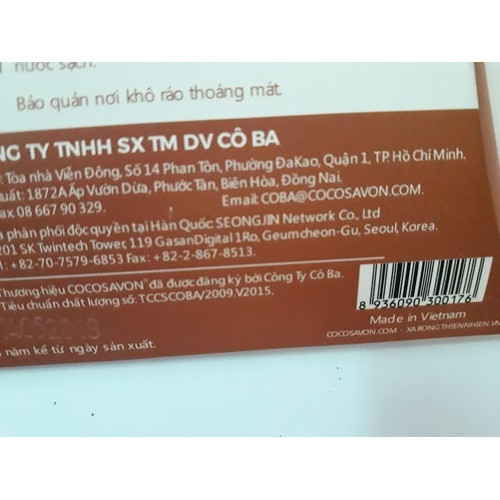 nước sạch.
Bảo quản nơi khô ráo thoáng mát.
NG TY TNHH SX TM DV CÔ BA
Tòa nhà Viễn Đông, Số 14 Phan Tôn, Phường ĐaKao, Quận 1, TP. Hồ Chí Minh.
uất: 1872A Ấp Vườn Dừa, Phước Tân, Biên Hòa, Đồng Nai.
ax 08 667 90 329. Email: COBA@COCOSAVON.COM.
à phân phối độc quyền tại Hàn Quốc SEONGJIN Network Co., Ltd
201 SK Twintech Tower, 119 GasanDigital 1Ro, Geumcheon-Gu, Seoul, Korea.
l: +82-70-7579-6853 Fax: +82-2-867-8513.
Thương hiệu COCOSAVON® đã được đăng ký bởi Công Ty Cô Ba.
Tiêu chuẩn chất lượng số: TCCSCOBA/2009.V2015.
8 936090 300176
Made in Vietnam
COCOSAVON.COM - XABONGTHIENNHIEN.VN
năm kể từ ngày sản xuất.